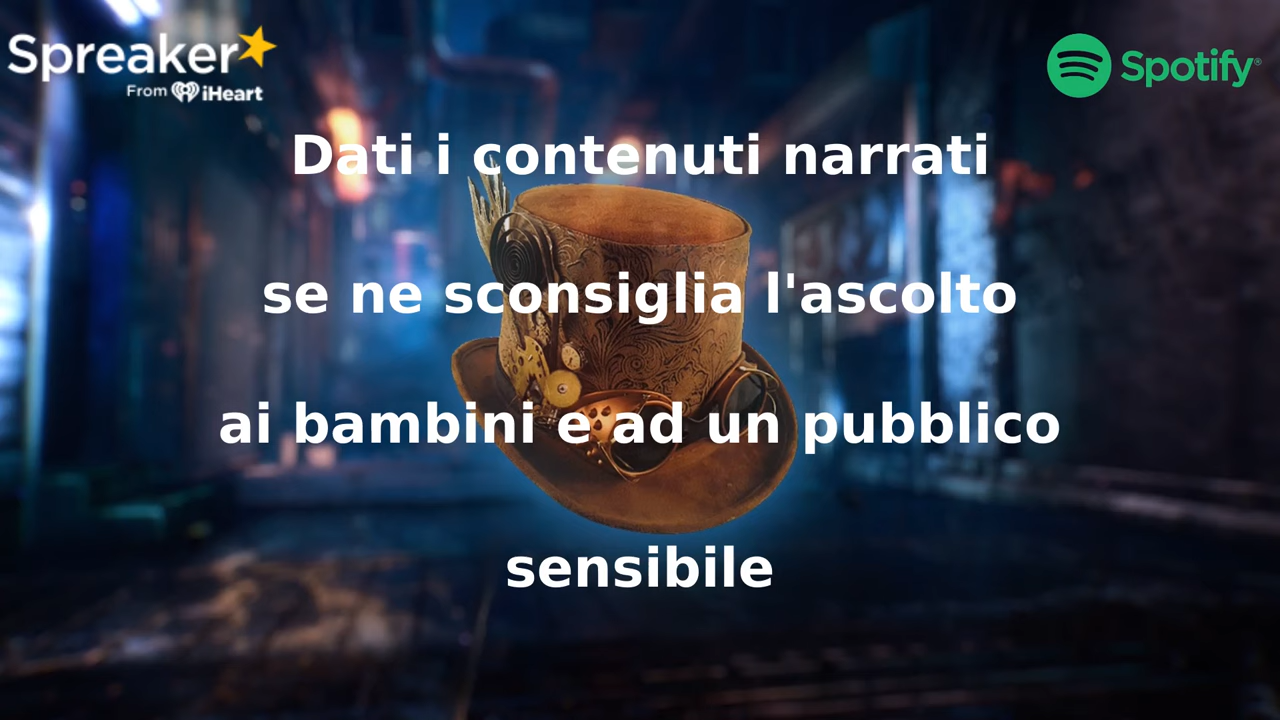 Spreaker
From iHeart
Spotify®
Dati i contenuti narrati
se ne sconsiglia l'ascolto
ai bambini e ad un pubblico
sensibile